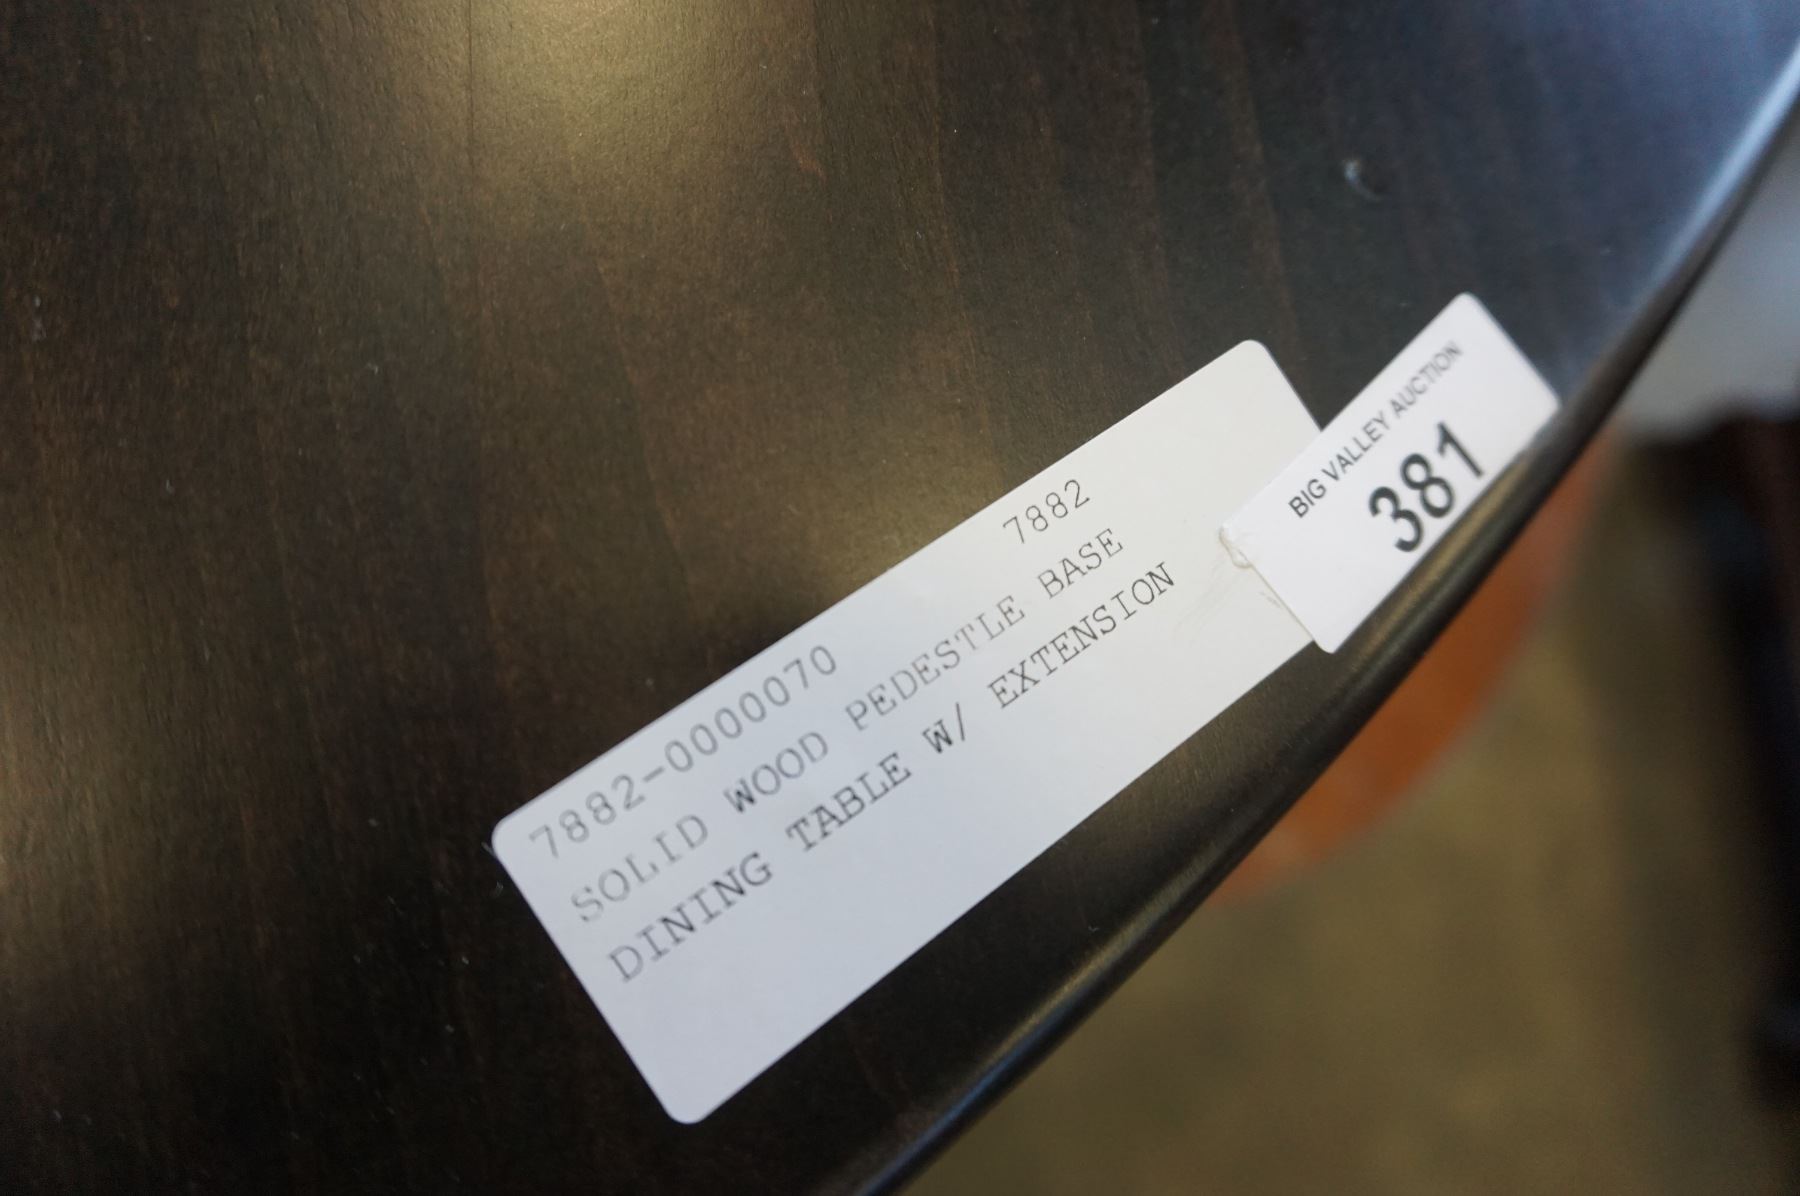 7882-0000070 7882
SOLID WOOD PEDESTLE BASE
DINING TABLE W/ EXTENSION
BIG VALLEY AUCTION
381